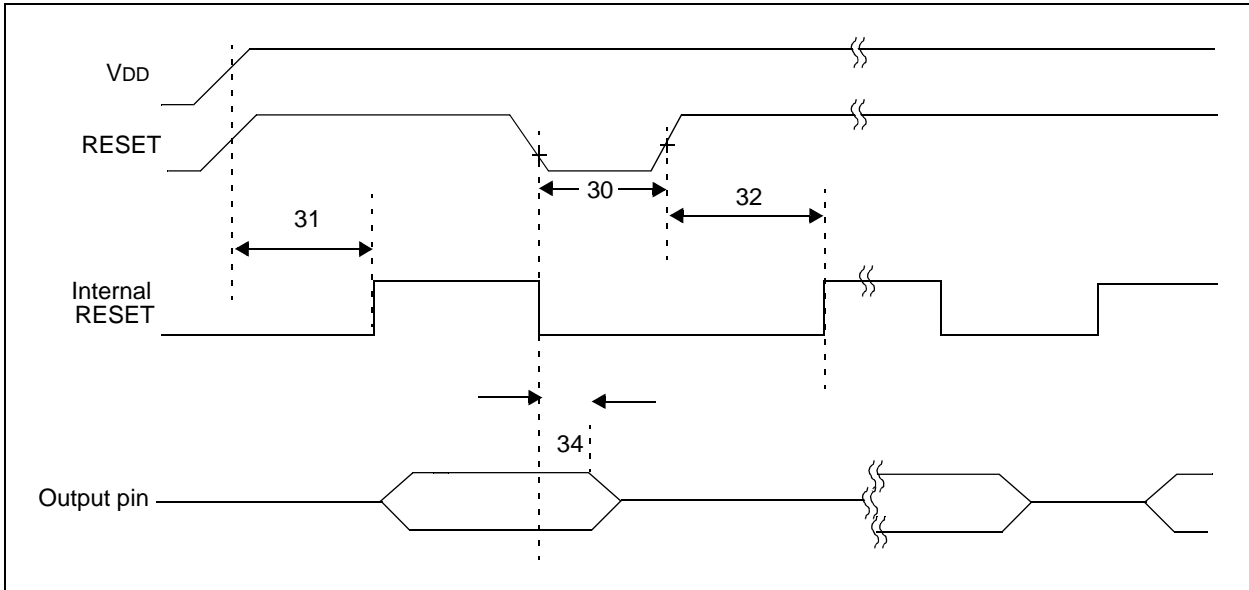 VDD
RESET
30
32
31
Internal
RESET
34
Output pin